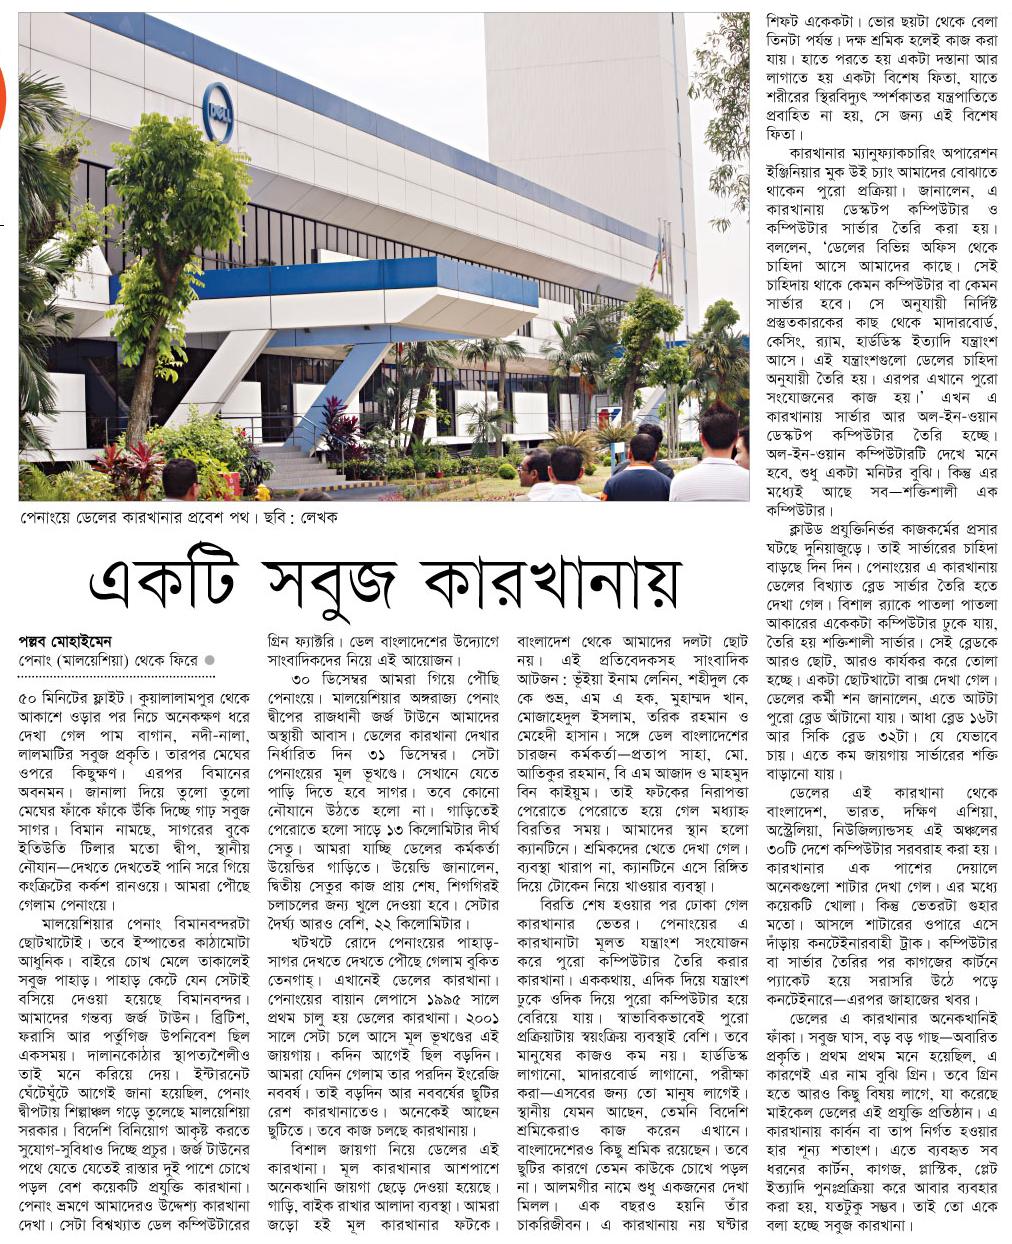 DELL
পেনাংয়ে ডেলের কারখানার প্রবেশ পথ। ছবি : লেখক
একটি সবুজ কারখানায়
পল্লব মোহাইমেন
পেনাং (মালয়েশিয়া) থেকে ফিরে
৫০ মিনিটের ফ্লাইট। কুয়ালালামপুর থেকে
আকাশে ওড়ার পর নিচে অনেকক্ষণ ধরে
দেখা গেল পাম বাগান, নদী-নালা,
লালমাটির সবুজ প্রকৃতি। তারপর মেঘের
ওপরে কিছুক্ষণ। এরপর বিমানের
অবনমন। জানালা দিয়ে তুলো তুলো
মেঘের ফাঁকে ফাঁকে উঁকি দিচ্ছে গাঢ় সবুজ
সাগর। বিমান নামছে, সাগরের বুকে
ইতিউতি টিলার মতো দ্বীপ, স্থানীয়
নৌযান—দেখতে দেখতেই পানি সরে গিয়ে
কংক্রিটের কর্কশ রানওয়ে। আমরা পৌঁছে
গেলাম পেনাংয়ে।
মালয়েশিয়ার পেনাং বিমানবন্দরটা
ছোটখাটোই। তবে ইস্পাতের কাঠামোটা
আধুনিক। বাইরে চোখ মেলে তাকালেই
সবুজ পাহাড়। পাহাড় কেটে যেন সেটাই
বসিয়ে দেওয়া হয়েছে বিমানবন্দর।
আমাদের গন্তব্য জর্জ টাউন। ব্রিটিশ,
ফরাসি আর পর্তুগিজ উপনিবেশ ছিল
একসময়। দালানকোঠার স্থাপত্যশৈলীও
তাই মনে করিয়ে দেয়। ইন্টারনেট
ঘেঁটেঘুঁটে আগেই জানা হয়েছিল, পেনাং
দ্বীপটায় শিল্পাঞ্চল গড়ে তুলেছে মালয়েশিয়া
সরকার। বিদেশি বিনিয়োগ আকৃষ্ট করতে
সুযোগ-সুবিধাও দিচ্ছে প্রচুর। জর্জ টাউনের
পথে যেতে যেতেই রাস্তার দুই পাশে চোখে
পড়ল বেশ কয়েকটি প্রযুক্তি কারখানা।
পেনাং ভ্রমণে আমাদেরও উদ্দেশ্য কারখানা
দেখা। সেটা বিশ্বখ্যাত ডেল কম্পিউটারের
গ্রিন ফ্যাক্টরি। ডেল বাংলাদেশের উদ্যোগে
সাংবাদিকদের নিয়ে এই আয়োজন।
৩০ ডিসেম্বর আমরা গিয়ে পৌঁছি
পেনাংয়ে। মালয়েশিয়ার অঙ্গরাজ্য পেনাং
দ্বীপের রাজধানী জর্জ টাউনে আমাদের
অস্থায়ী আবাস। ডেলের কারখানা দেখার
নির্ধারিত দিন ৩১ ডিসেম্বর। সেটা
পেনাংয়ের মূল ভূখণ্ডে। সেখানে যেতে
পাড়ি দিতে হবে সাগর। তবে কোনো
নৌযানে উঠতে হলো না। গাড়িতেই
পেরোতে হলো সাড়ে ১৩ কিলোমিটার দীর্ঘ
সেতু। আমরা যাচ্ছি ডেলের কর্মকর্তা
উয়েন্ডির গাড়িতে। উয়েন্ডি জানালেন,
দ্বিতীয় সেতুর কাজ প্রায় শেষ, শিগগিরই
চলাচলের জন্য খুলে দেওয়া হবে। সেটার
দৈর্ঘ্য আরও বেশি, ২২ কিলোমিটার।
খটখটে রোদে পেনাংয়ের পাহাড়-
সাগর দেখতে দেখতে পৌঁছে গেলাম বুকিত
তেনগাহ্। এখানেই ডেলের কারখানা।
পেনাংয়ের বায়ান লেপাসে ১৯৯৫ সালে
প্রথম চালু হয় ডেলের কারখানা। ২০০১
সালে সেটা চলে আসে মূল ভূখণ্ডের এই
জায়গায়। কদিন আগেই ছিল বড়দিন।
আমরা যেদিন গেলাম তার পরদিন ইংরেজি
নববর্ষ। তাই বড়দিন আর নববর্ষের ছুটির
রেশ কারখানাতেও। অনেকেই আছেন
ছুটিতে। তবে কাজ চলছে কারখানায়।
বিশাল জায়গা নিয়ে ডেলের এই
কারখানা। মূল কারখানার আশপাশে
অনেকখানি জায়গা ছেড়ে দেওয়া হয়েছে।
গাড়ি, বাইক রাখার আলাদা ব্যবস্থা। আমরা
জড়ো হই মূল কারখানার ফটকে।
বাংলাদেশ থেকে আমাদের দলটা ছোট
নয়। এই প্রতিবেদকসহ সাংবাদিক
আটজন : ভূঁইয়া ইনাম লেনিন, শহীদুল কে
কে শুভ্র, এম এ হক, মুহাম্মদ খান,
মোজাহেদুল ইসলাম, তরিক রহমান ও
মেহেদী হাসান। সঙ্গে ডেল বাংলাদেশের
চারজন কর্মকর্তা—প্রতাপ সাহা, মো.
আতিকুর রহমান, বি এম আজাদ ও মাহমুদ
বিন কাইয়ুম। তাই ফটকের নিরাপত্তা
পেরোতে পেরোতে হয়ে গেল মধ্যাহ্ন
বিরতির সময়। আমাদের স্থান হলো
ক্যানটিনে। শ্রমিকদের খেতে দেখা গেল।
ব্যবস্থা খারাপ না, ক্যানটিনে এসে রিঙ্গিত
দিয়ে টোকেন নিয়ে খাওয়ার ব্যবস্থা।
বিরতি শেষ হওয়ার পর ঢোকা গেল
কারখানার ভেতর। পেনাংয়ের এ
কারখানাটা মূলত যন্ত্রাংশ সংযোজন
করে পুরো কম্পিউটার তৈরি করার
কারখানা। এককথায়, এদিক দিয়ে যন্ত্রাংশ
ঢুকে ওদিক দিয়ে পুরো কম্পিউটার হয়ে
বেরিয়ে যায়। স্বাভাবিকভাবেই পুরো
প্রক্রিয়াটায় স্বয়ংক্রিয় ব্যবস্থাই বেশি। তবে
মানুষের কাজও কম নয়। হার্ডডিস্ক
লাগানো, মাদারবোর্ড লাগানো, পরীক্ষা
করা—এসবের জন্য তো মানুষ লাগেই।
স্থানীয় যেমন আছেন, তেমনি বিদেশি
শ্রমিকেরাও কাজ করেন এখানে।
বাংলাদেশেরও কিছু শ্রমিক রয়েছেন। তবে
ছুটির কারণে তেমন কাউকে চোখে পড়ল
না। আলমগীর নামে শুধু একজনের দেখা
মিলল। এক বছরও হয়নি তাঁর
চাকরিজীবন। এ কারখানায় নয় ঘণ্টার
শিফট একেকটা। ভোর ছয়টা থেকে বেলা
তিনটা পর্যন্ত। দক্ষ শ্রমিক হলেই কাজ করা
যায়। হাতে পরতে হয় একটা দস্তানা আর
লাগাতে হয় একটা বিশেষ ফিতা, যাতে
শরীরের স্থিরবিদ্যুৎ স্পর্শকাতর যন্ত্রপাতিতে
প্রবাহিত না হয়, সে জন্য এই বিশেষ
ফিতা।
কারখানার ম্যানুফ্যাকচারিং অপারেশন
ইঞ্জিনিয়ার মুক উই চ্যাং আমাদের বোঝাতে
থাকেন পুরো প্রক্রিয়া। জানালেন, এ
কারখানায় ডেস্কটপ কম্পিউটার ও
কম্পিউটার সার্ভার তৈরি করা হয়।
বললেন, ‘ডেলের বিভিন্ন অফিস থেকে
চাহিদা আসে আমাদের কাছে। সেই
চাহিদায় থাকে কেমন কম্পিউটার বা কেমন
সার্ভার হবে। সে অনুযায়ী নির্দিষ্ট
প্রস্তুতকারকের কাছ থেকে মাদারবোর্ড,
কেসিং, র‍্যাম, হার্ডডিস্ক ইত্যাদি যন্ত্রাংশ
আসে। এই যন্ত্রাংশগুলো ডেলের চাহিদা
অনুযায়ী তৈরি হয়। এরপর এখানে পুরো
সংযোজনের কাজ হয়।’ এখন এ
কারখানায় সার্ভার আর অল-ইন-ওয়ান
ডেস্কটপ কম্পিউটার তৈরি হচ্ছে।
অল-ইন-ওয়ান কম্পিউটারটি দেখে মনে
হবে, শুধু একটা মনিটর বুঝি। কিন্তু এর
মধ্যেই আছে সব—শক্তিশালী এক
কম্পিউটার।
ক্লাউড প্রযুক্তিনির্ভর কাজকর্মের প্রসার
ঘটছে দুনিয়াজুড়ে। তাই সার্ভারের চাহিদা
বাড়ছে দিন দিন। পেনাংয়ের এ কারখানায়
ডেলের বিখ্যাত ব্লেড সার্ভার তৈরি হতে
দেখা গেল। বিশাল র‍্যাকে পাতলা পাতলা
আকারের একেকটা কম্পিউটার ঢুকে যায়,
তৈরি হয় শক্তিশালী সার্ভার। সেই ব্লেডকে
আরও ছোট, আরও কার্যকর করে তোলা
হচ্ছে। একটা ছোটখাটো বাক্স দেখা গেল।
ডেলের কর্মী শন জানালেন, এতে আটটা
পুরো ব্লেড আঁটানো যায়। আধা ব্লেড ১৬টা
আর সিকি ব্লেড ৩২টা। যে যেভাবে
চায়। এতে কম জায়গায় সার্ভারের শক্তি
বাড়ানো যায়।
ডেলের এই কারখানা থেকে
বাংলাদেশ, ভারত, দক্ষিণ এশিয়া,
অস্ট্রেলিয়া, নিউজিল্যান্ডসহ এই অঞ্চলের
৩০টি দেশে কম্পিউটার সরবরাহ করা হয়।
কারখানার এক পাশের দেয়ালে
অনেকগুলো শাটার দেখা গেল। এর মধ্যে
কয়েকটি খোলা। কিন্তু ভেতরটা গুহার
মতো। আসলে শাটারের ওপারে এসে
দাঁড়ায় কনটেইনারবাহী ট্রাক। কম্পিউটার
বা সার্ভার তৈরির পর কাগজের কার্টনে
প্যাকেট হয়ে সরাসরি উঠে পড়ে
কনটেইনারে—এরপর জাহাজের খবর।
ডেলের এ কারখানার অনেকখানিই
ফাঁকা। সবুজ ঘাস, বড় বড় গাছ—অবারিত
প্রকৃতি। প্রথম প্রথম মনে হয়েছিল, এ
কারণেই এর নাম বুঝি গ্রিন। তবে গ্রিন
হতে আরও কিছু বিষয় লাগে, যা করেছে
মাইকেল ডেলের এই প্রযুক্তি প্রতিষ্ঠান। এ
কারখানায় কার্বন বা তাপ নির্গত হওয়ার
হার শূন্য শতাংশ। এতে ব্যবহৃত সব
ধরনের কার্টন, কাগজ, প্লাস্টিক, প্লেট
ইত্যাদি পুনঃপ্রক্রিয়া করে আবার ব্যবহার
করা হয়, যতটুকু সম্ভব। তাই তো একে
বলা হচ্ছে সবুজ কারখানা।